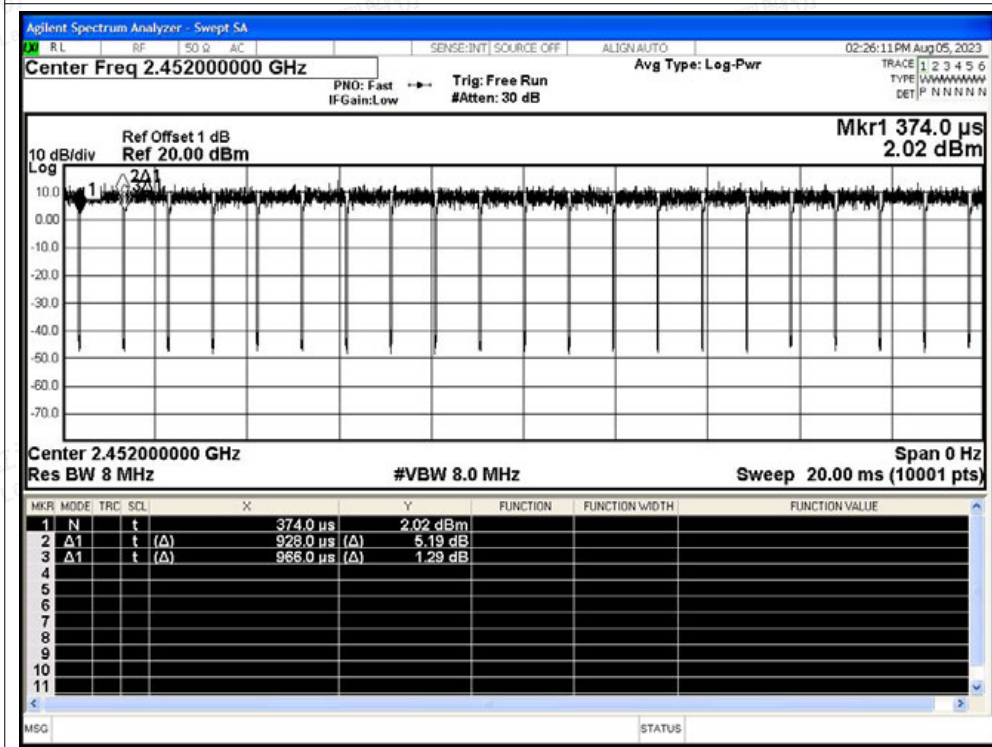 Agilent Spectrum Analyzer - Swept SA
RL RF 50 Ω AC SENSE:INT SOURCE OFF ALIGN AUTO 02:26:11 PM Aug 05, 2023
Center Freq 2.452000000 GHz
PNO: Fast
IFGain:Low
Trig: Free Run
#Atten: 30 dB
Avg Type: Log-Pwr
TRACE 1 2 3 4 5 6
TYPE WWWWWW
DET P N N N N N
Mkr1 374.0 µs
2.02 dBm
Ref Offset 1 dB
10 dB/div Ref 20.00 dBm
Log
1
2Δ1
3Δ1
10.0
0.00
-10.0
-20.0
-30.0
-40.0
-50.0
-60.0
-70.0
Center 2.452000000 GHz Span 0 Hz
Res BW 8 MHz #VBW 8.0 MHz Sweep 20.00 ms (10001 pts)
MKR MODE TRC SCL X Y FUNCTION FUNCTION WIDTH FUNCTION VALUE
1 N t 374.0 µs 2.02 dBm
2 Δ1 t (Δ) 928.0 µs (Δ) 5.19 dB
3 Δ1 t (Δ) 966.0 µs (Δ) 1.29 dB
4
5
6
7
8
9
10
11
MSG STATUS